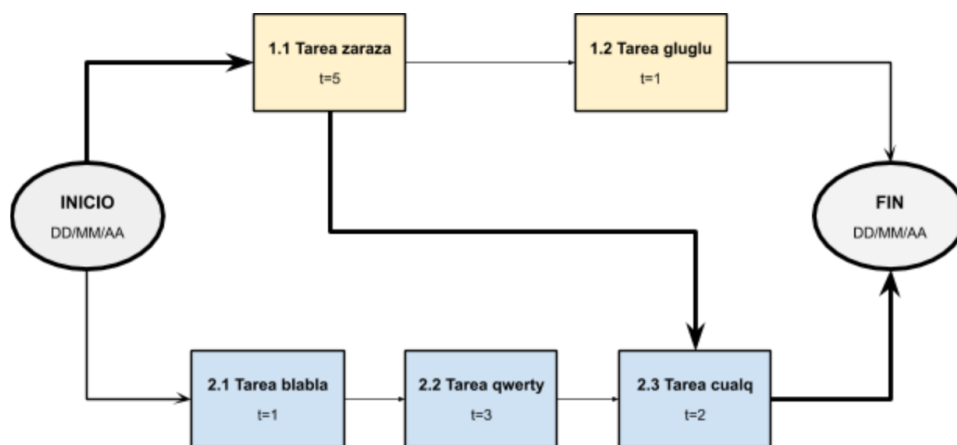 1.1 Tarea zaraza
t=5
1.2 Tarea gluglu
t=1
INICIO
DD/MM/AA
FIN
DD/MM/AA
2.1 Tarea blabla
t=1
2.2 Tarea qwerty
t=3
2.3 Tarea cualq
t=2